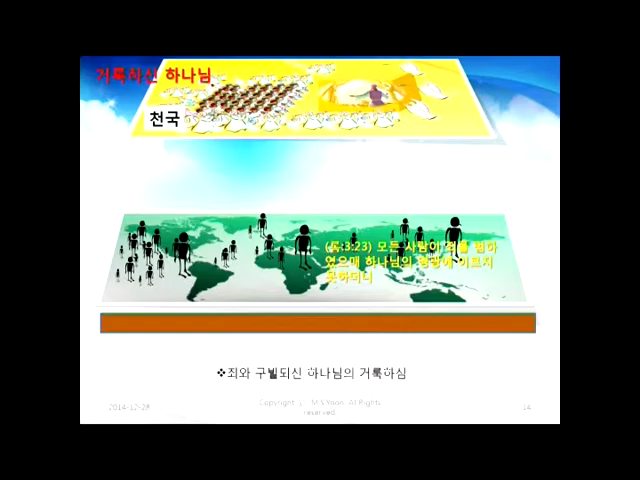 거룩하신 하나님
천국
(롬:3:23) 모든 사람이 죄를 범하
였으매 하나님의 영광에 이르지
못하더니
❖죄와 구별되신 하나님의 거룩하심
2014-12-28
Copyright M.S.Yoon. All Rights
reserved.
14